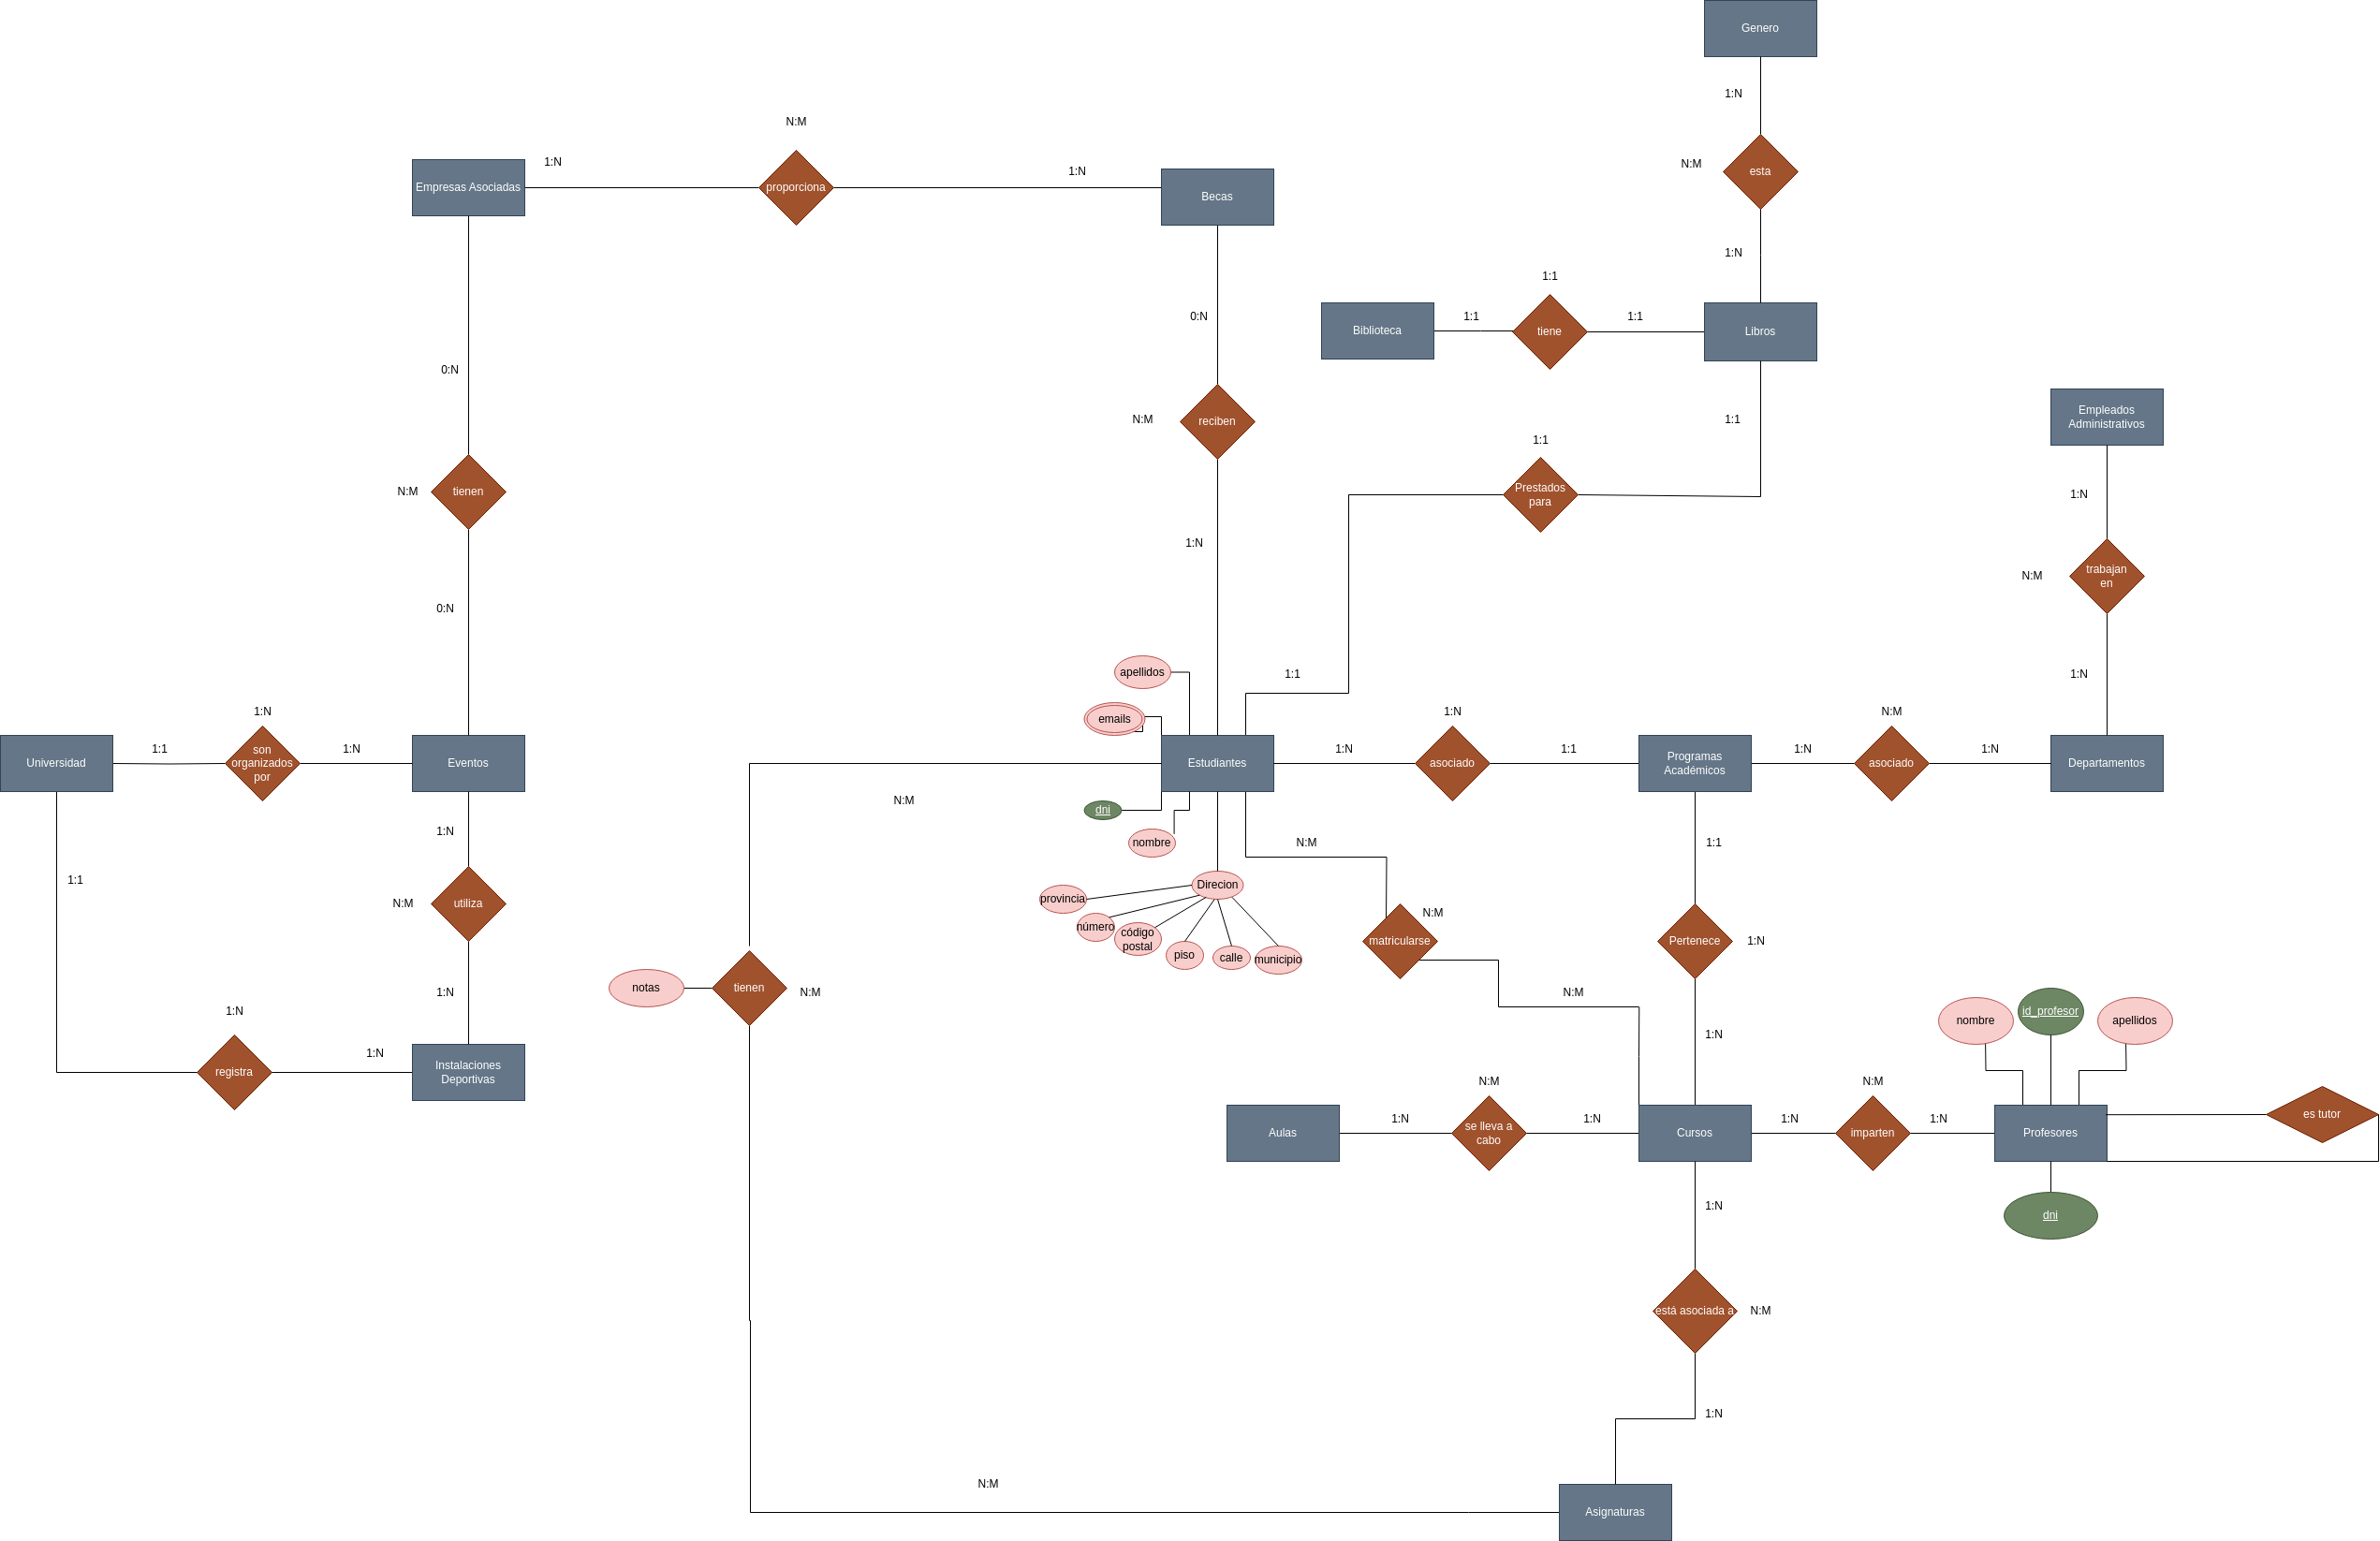 Genero
1:N
N:M
esta
1:N
N:M
1:N
Empresas Asociadas
proporciona
1:N
Becas
1:1
Biblioteca
1:1
tiene
1:1
Libros
0:N
0:N
N:M
reciben
1:1
1:1
Prestados
para
Empleados
Administrativos
1:N
N:M
tienen
1:N
N:M
trabajan
en
0:N
apellidos
1:1
1:N
emails
1:N
1:N
N:M
Universidad
1:1
son
organizados
por
1:N
Eventos
Estudiantes
1:N
asociado
1:1
Programas
Académicos
1:N
asociado
1:N
Departamentos
N:M
dni
1:N
nombre
N:M
1:1
1:1
N:M
utiliza
Direcion
provincia
número
código
postal
piso
calle
municipio
N:M
matricularse
Pertenece
1:N
notas
tienen
N:M
1:N
N:M
1:N
nombre
id_profesor
apellidos
1:N
1:N
registra
1:N
Instalaciones
Deportivas
N:M
N:M
Aulas
1:N
se lleva a
cabo
1:N
Cursos
1:N
imparten
1:N
Profesores
es tutor
1:N
dni
está asociada a
N:M
1:N
N:M
Asignaturas